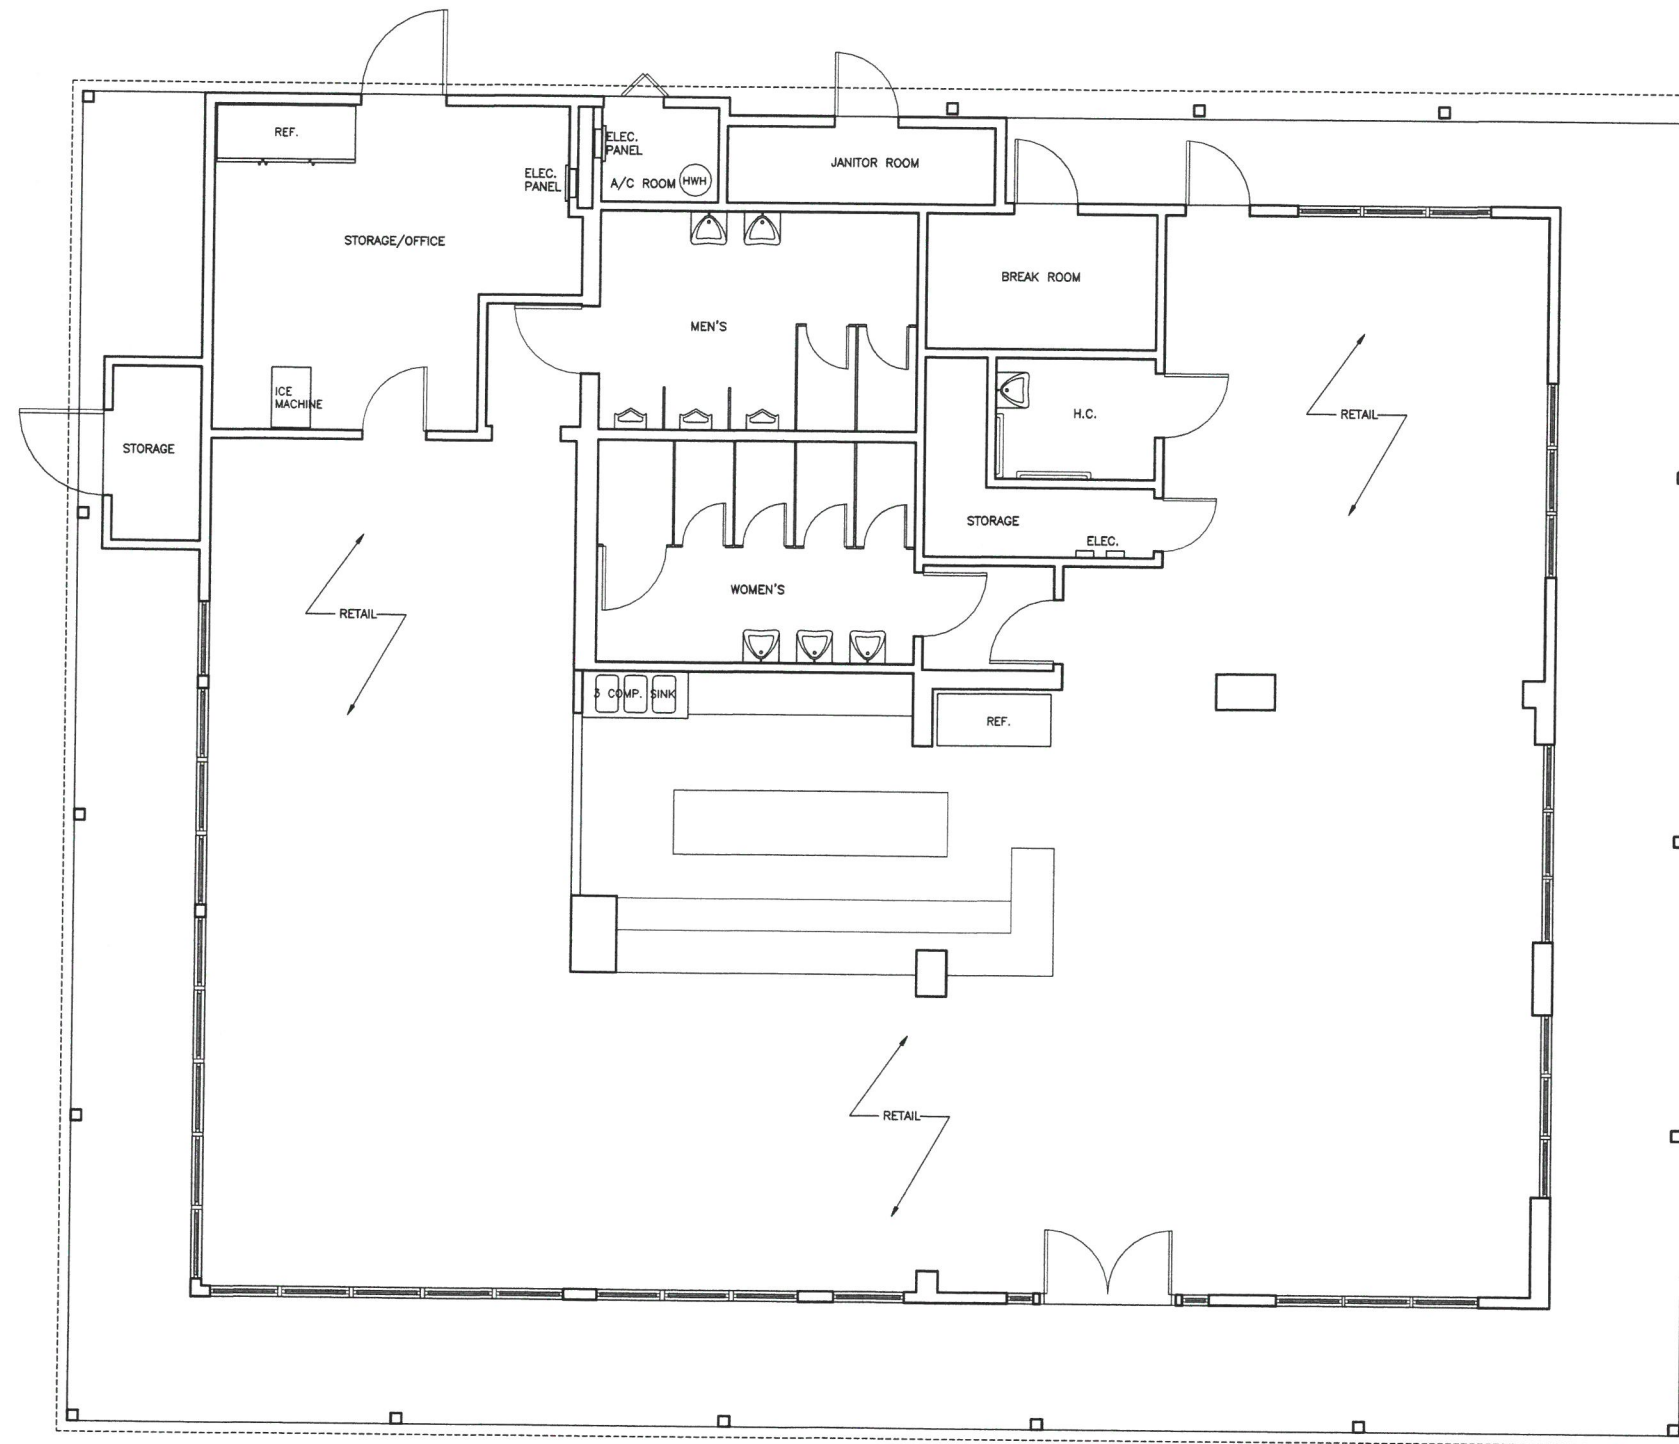 REF.
ELEC.
PANEL
ELEC.
PANEL
A/C ROOM
HWH
JANITOR ROOM
STORAGE/OFFICE
BREAK ROOM
MEN'S
ICE
MACHINE
H.C.
RETAIL
STORAGE
STORAGE
ELEC.
WOMEN'S
RETAIL
3 COMP. SINK
REF.
RETAIL